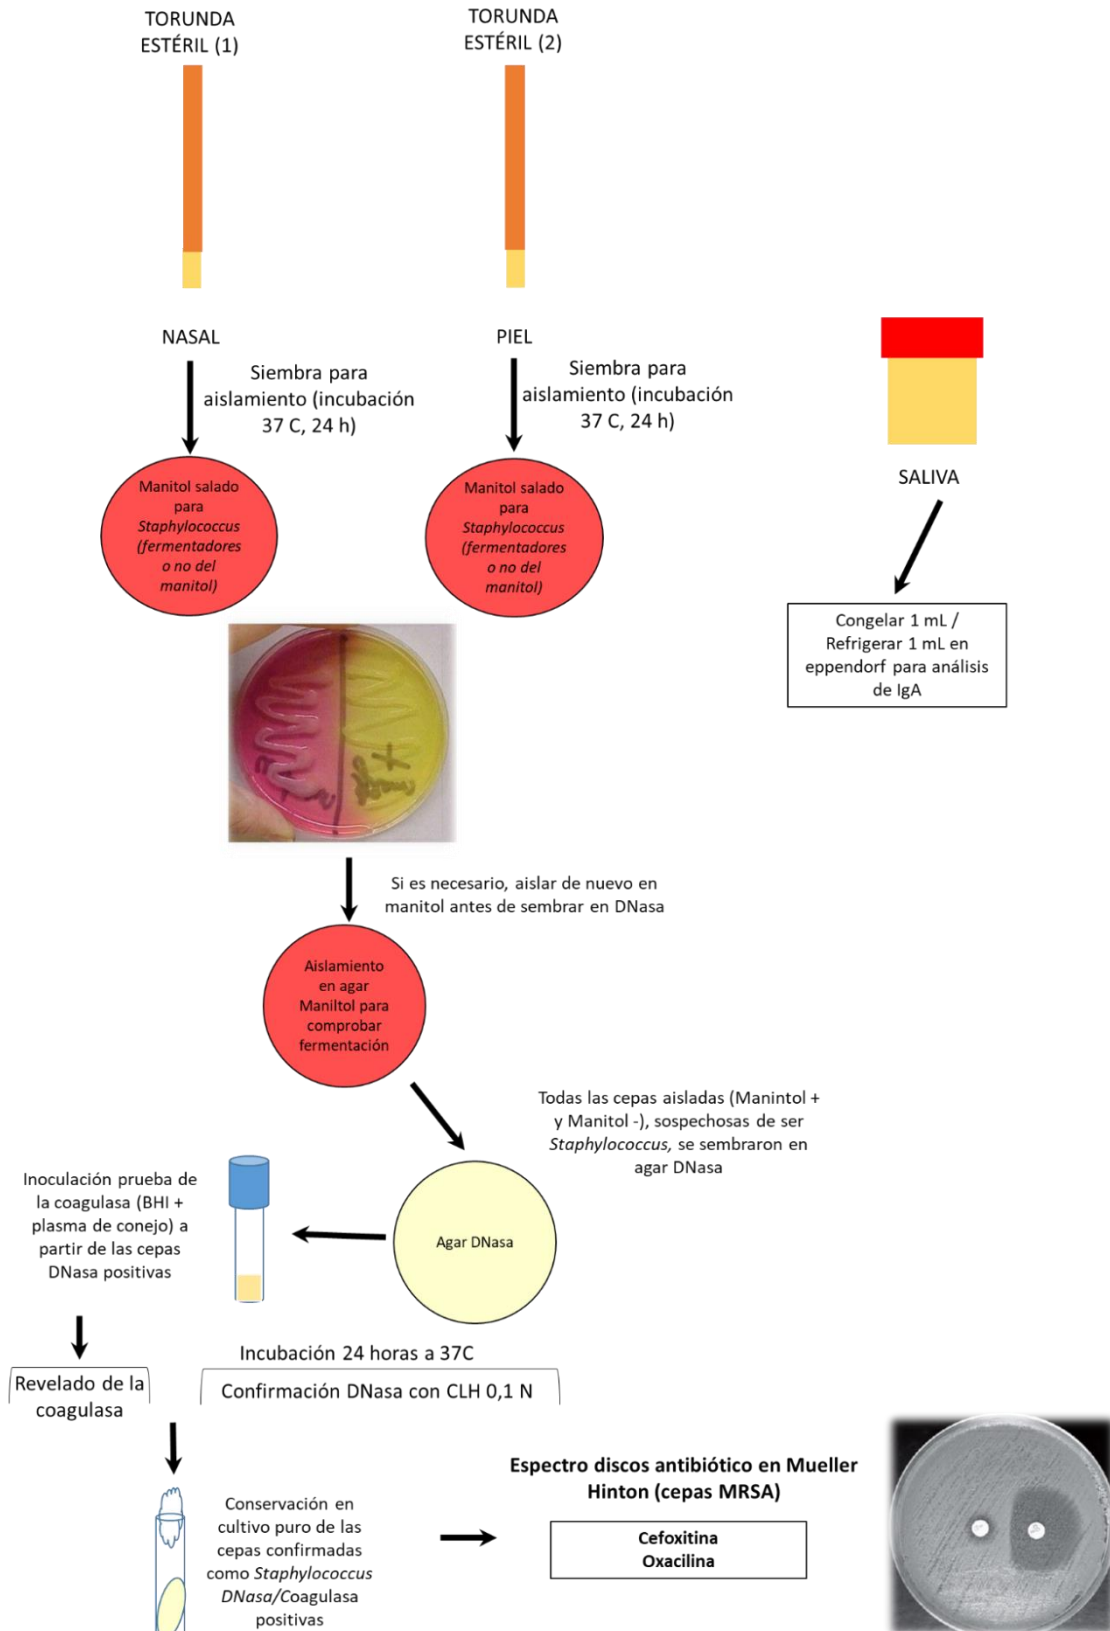 TORUNDA
ESTÉRIL (1)
TORUNDA
ESTÉRIL (2)
NASAL
PIEL
Siembra para
aislamiento (incubación
37 C, 24 h)
Siembra para
aislamiento (incubación
37 C, 24 h)
Manitol salado
para
Staphylococcus
(fermentadores
o no del
manitol)
Manitol salado
para
Staphylococcus
(fermentadores
o no del
manitol)
SALIVA
Congelar 1 mL /
Refrigerar 1 mL en
eppendorf para análisis
de IgA
Si es necesario, aislar de nuevo en
manitol antes de sembrar en DNasa
Aislamiento
en agar
Maniltol para
comprobar
fermentación
Todas las cepas aisladas (Manintol +
y Manitol -), sospechosas de ser
Staphylococcus, se sembraron en
agar DNasa
Agar DNasa
Inoculación prueba de
la coagulasa (BHI +
plasma de conejo) a
partir de las cepas
DNasa positivas
Incubación 24 horas a 37C
Confirmación DNasa con CLH 0,1 N
Revelado de la
coagulasa
Conservación en
cultivo puro de las
cepas confirmadas
como Staphylococcus
DNasa/Coagulasa
positivas
Espectro discos antibiótico en Mueller
Hinton (cepas MRSA)
Cefoxitina
Oxacilina